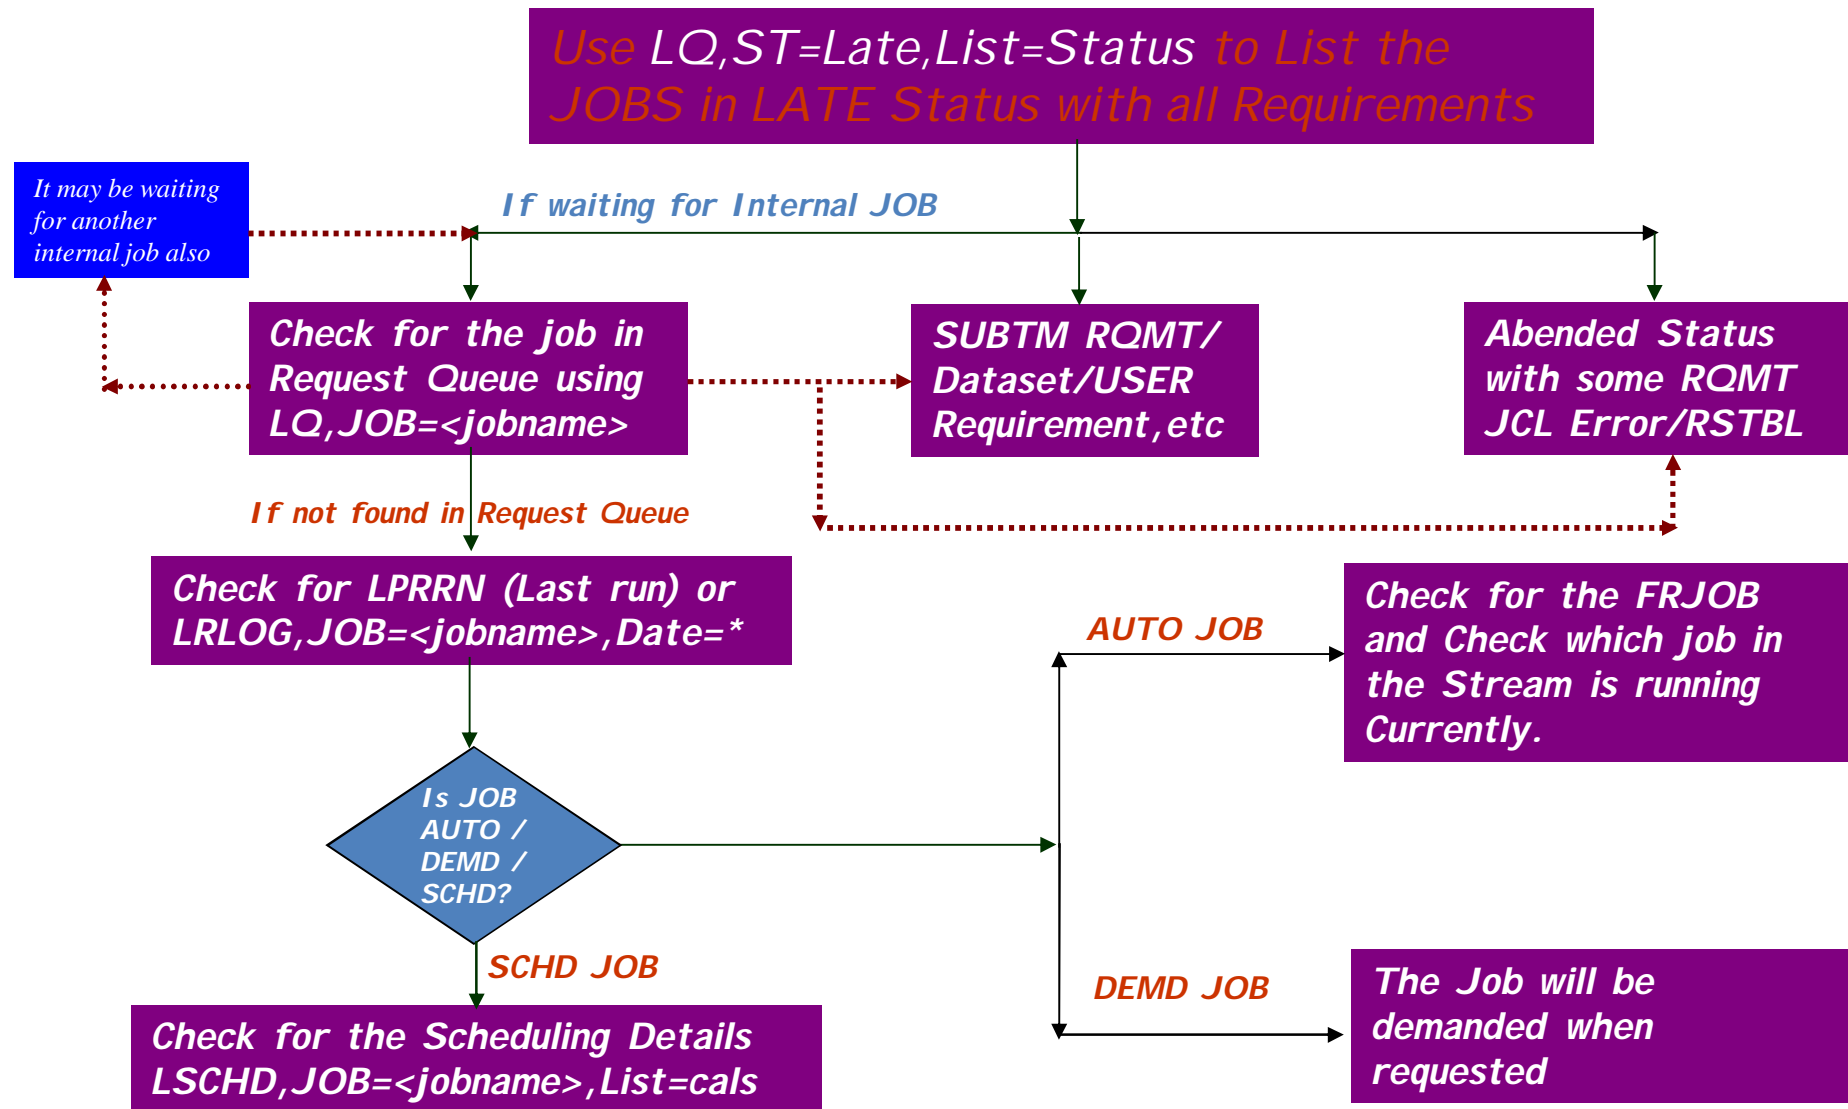 Use LQ,ST=Late,List=Status to List the
JOBS in LATE Status with all Requirements
It may be waiting
for another
internal job also
If waiting for Internal JOB
Check for the job in
Request Queue using
LQ,JOB=<jobname>
SUBTM RQMT/
Dataset/USER
Requirement,etc
Abended Status
with some RQMT
JCL Error/RSTBL
If not found in Request Queue
Check for LPRRN (Last run) or
LRLOG,JOB=<jobname>,Date=*
AUTO JOB
Check for the FRJOB
and Check which job in
the Stream is running
Currently.
Is JOB
AUTO /
DEMD /
SCHD?
SCHD JOB
DEMD JOB
The Job will be
demanded when
requested
Check for the Scheduling Details
LSCHD,JOB=<jobname>,List=cals